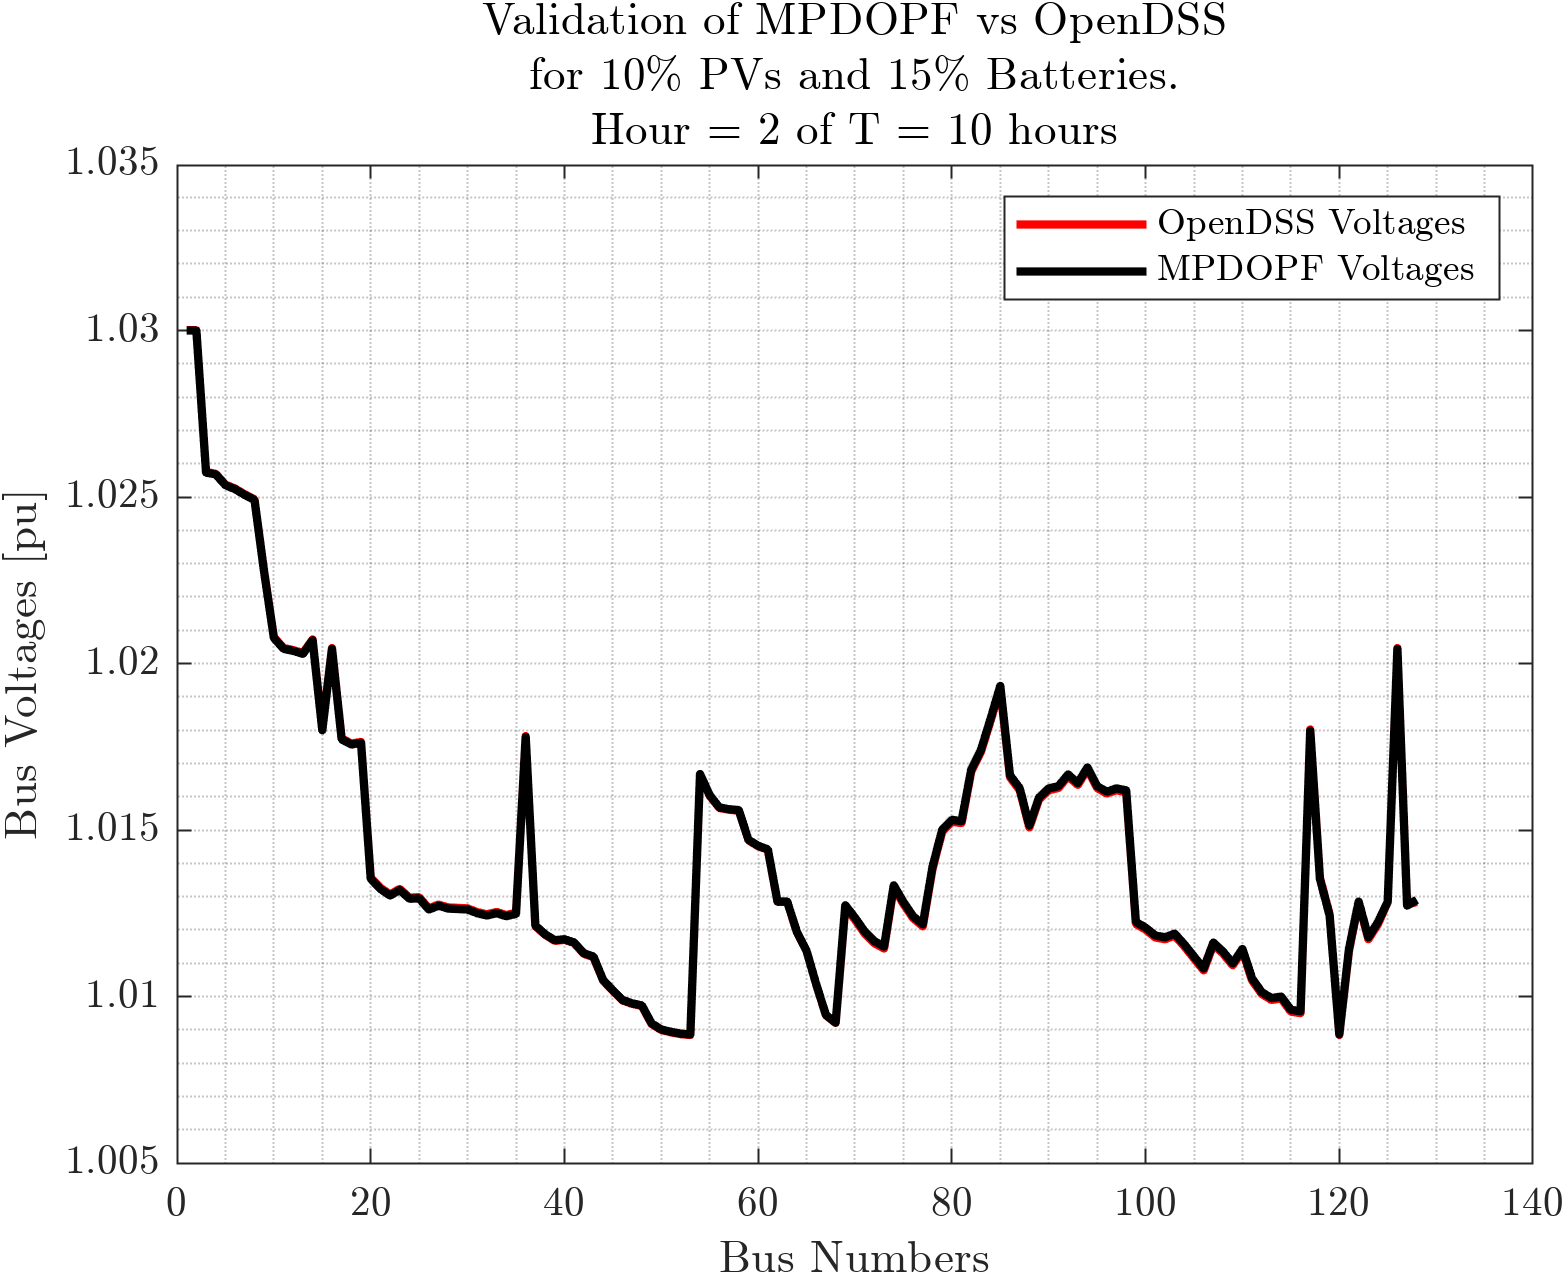 Validation of MPDOPF vs OpenDSS
for 10% PVs and 15% Batteries.
Hour = 2 of T = 10 hours
OpenDSS Voltages
MPDOPF Voltages
Bus Voltages [pu]
1.035
1.03
1.025
1.02
1.015
1.01
1.005
0 20 40 60 80 100 120 140
Bus Numbers